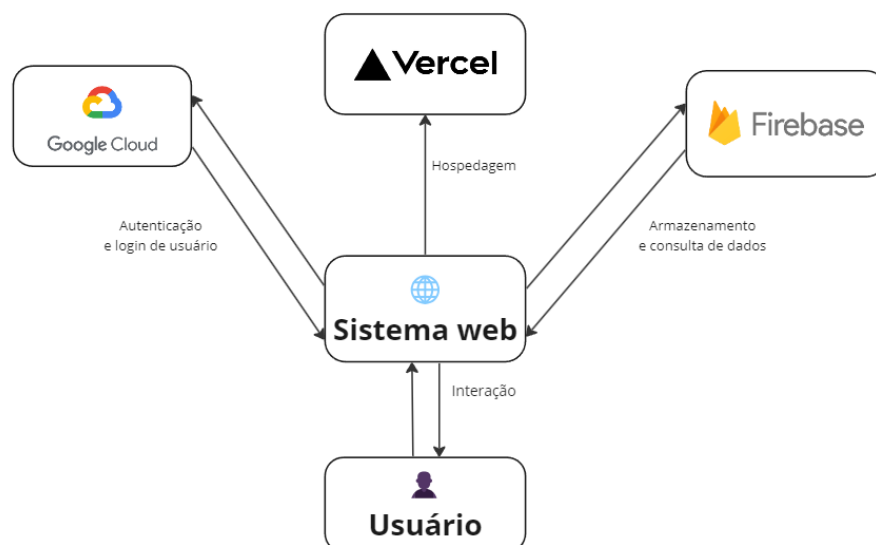 Vercel
Google Cloud
Firebase
Hospedagem
Autenticação
e login de usuário
Armazenamento
e consulta de dados
Sistema web
Interação
Usuário